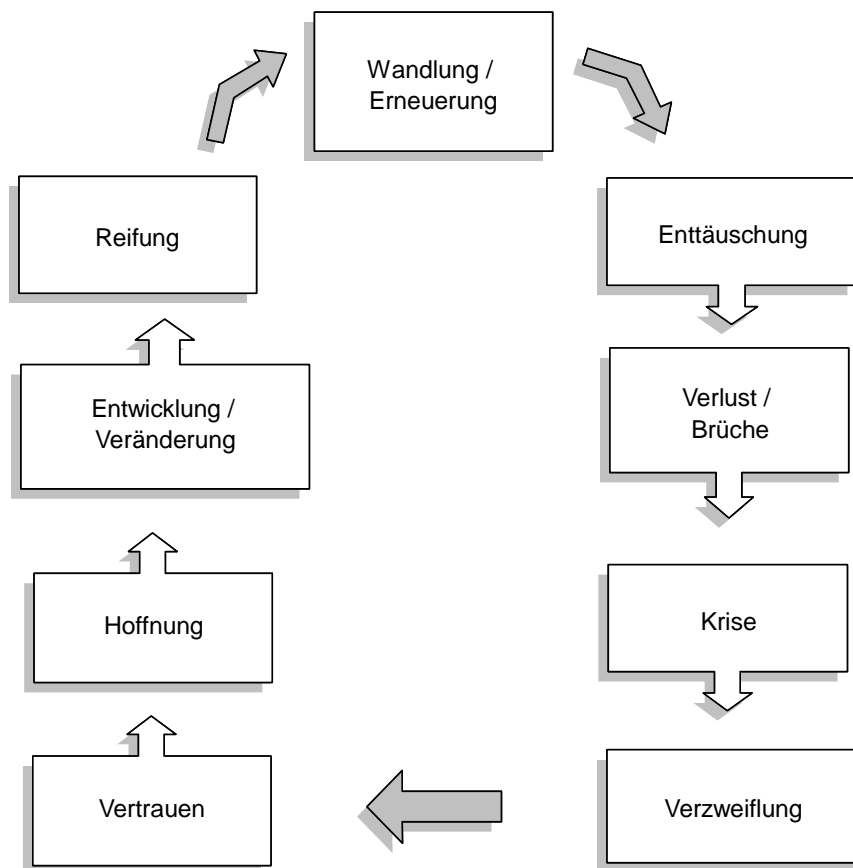 Wandlung /
Erneuerung
Enttäuschung
Verlust /
Brüche
Krise
Verzweiflung
Vertrauen
Hoffnung
Entwicklung /
Veränderung
Reifung